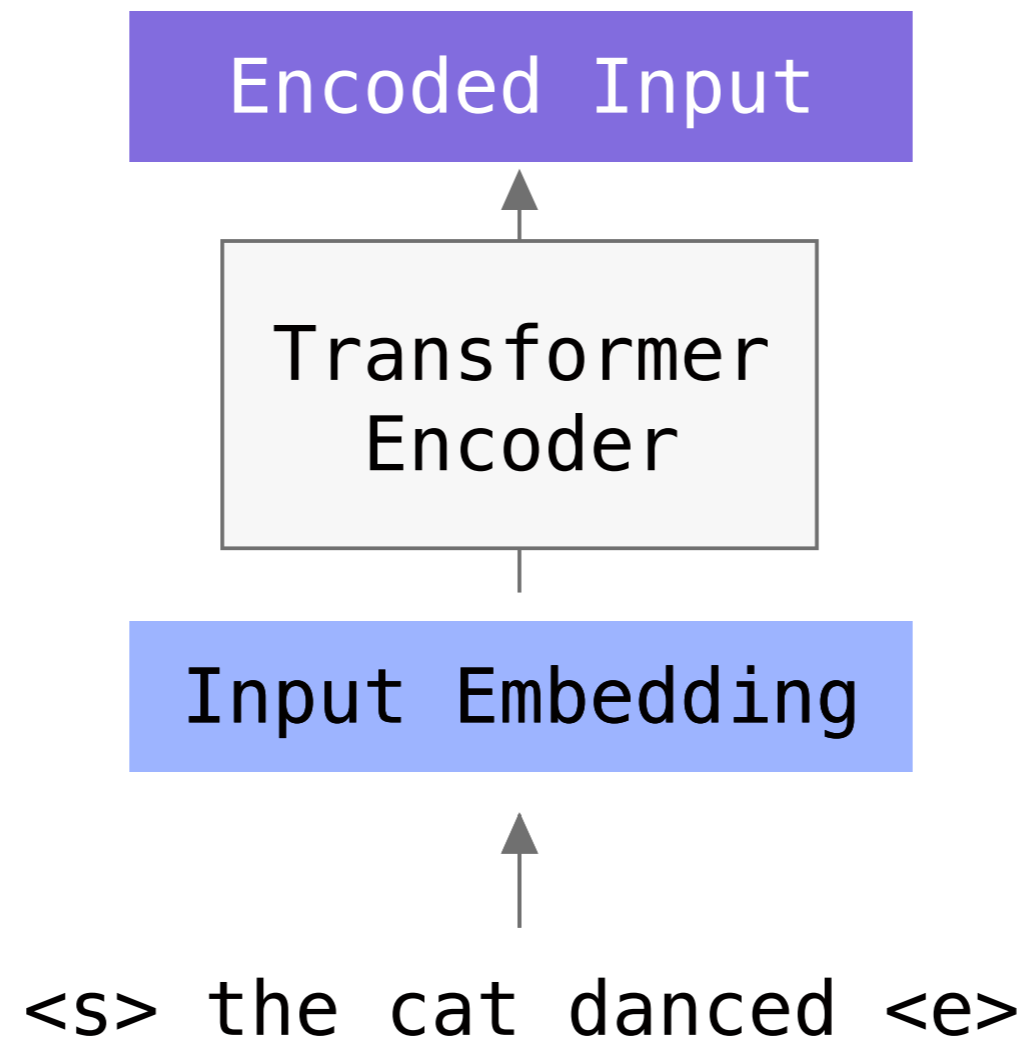 Encoded Input
Transformer
Encoder
Input Embedding
<s> the cat danced <e>